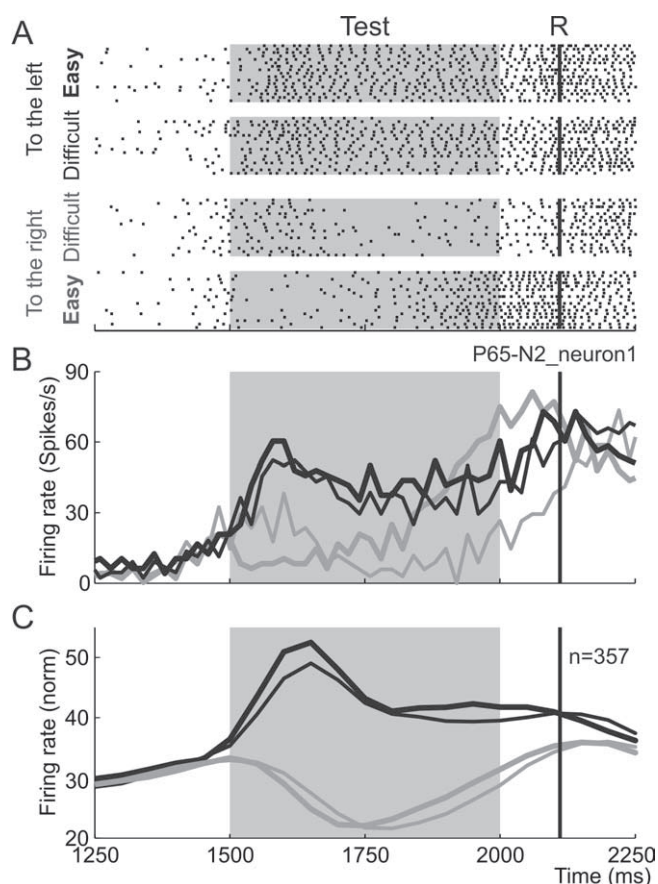 A
Test
R
To the left
Easy
Difficult
To the right
Difficult
Easy
P65-N2_neuron1
B
Firing rate (Spikes/s)
90
60
30
0
C
Firing rate (norm)
50
40
30
20
n=357
1250 1500 1750 2000 2250
Time (ms)